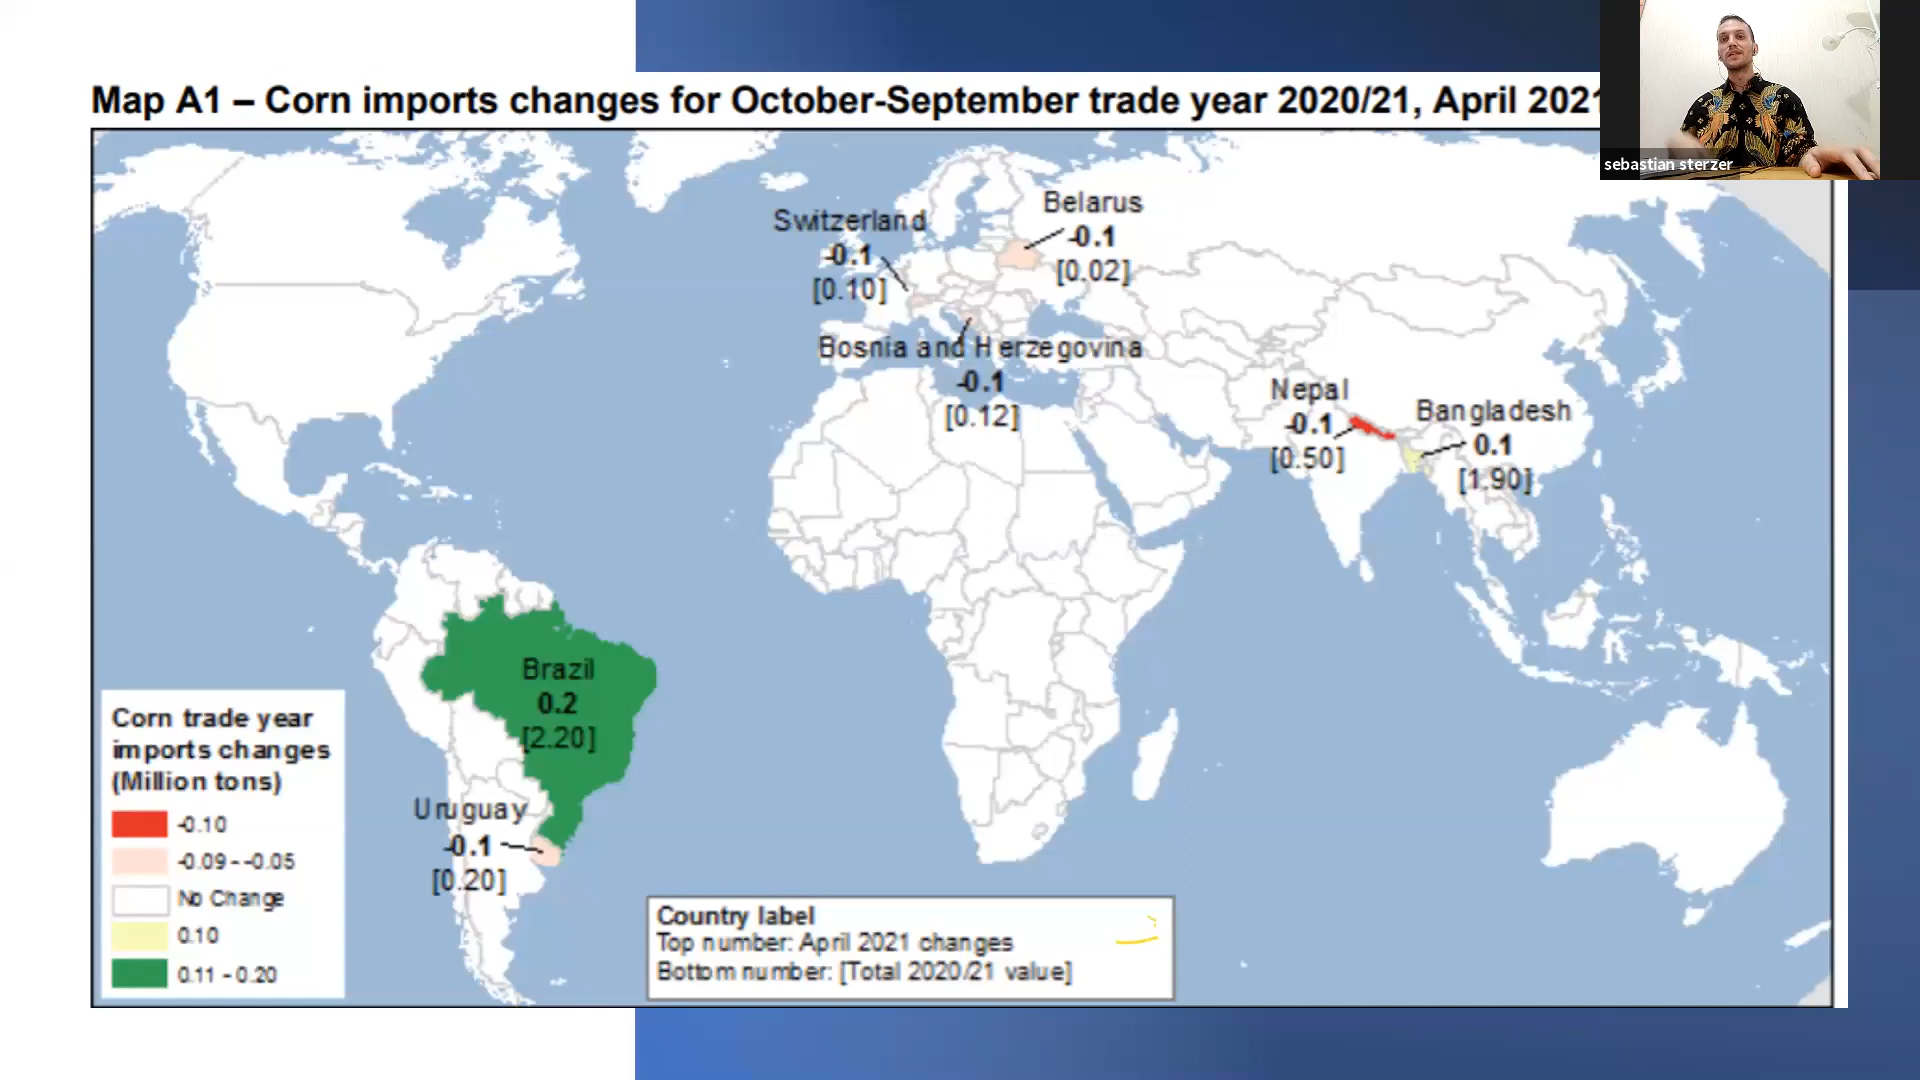 Map A1 – Corn imports changes for October-September trade year 2020/21, April 2021
sebastian sterzer
Switzerland
-0.1
[0.10]
Belarus
-0.1
[0.02]
Bosnia and Herzegovina
-0.1
[0.12]
Nepal
-0.1
[0.50]
Bangladesh
0.1
[1.90]
Brazil
0.2
[2.20]
Uruguay
-0.1
[0.20]
Corn trade year
imports changes
(Million tons)
-0.10
-0.09 - -0.05
No Change
0.10
0.11 - 0.20
Country label
Top number: April 2021 changes
Bottom number: [Total 2020/21 value]